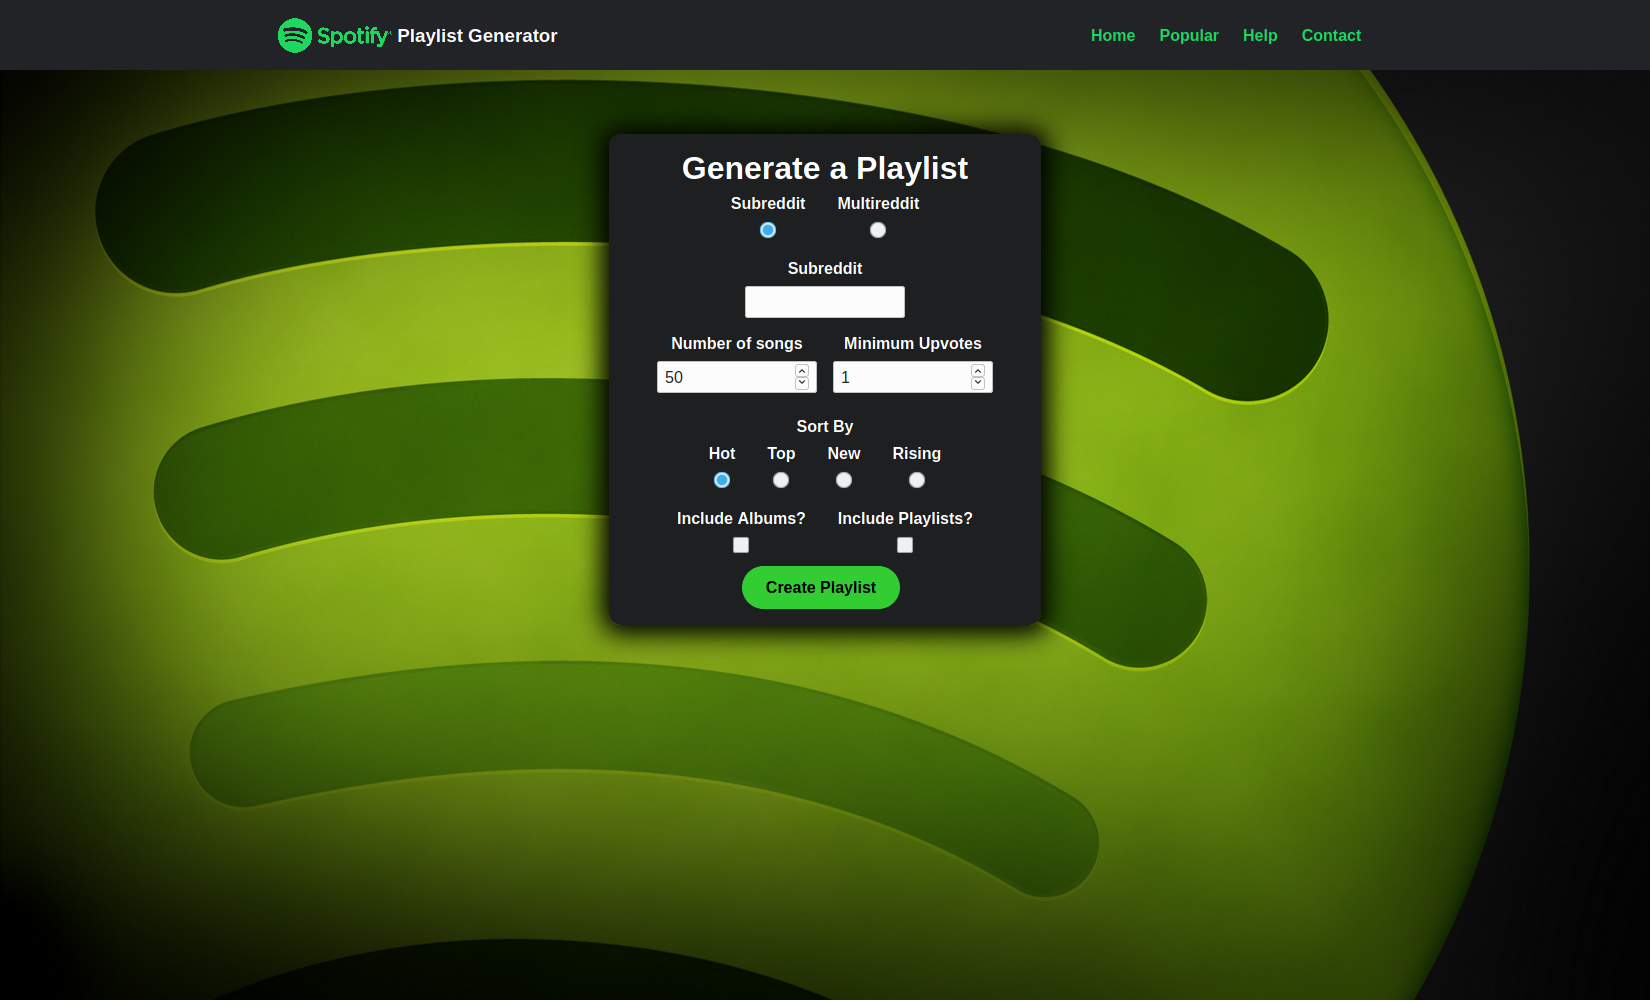 Spotify Playlist Generator
Home Popular Help Contact
Generate a Playlist
Subreddit Multireddit
Subreddit
Number of songs Minimum Upvotes
50 1
Sort By
Hot Top New Rising
Include Albums? Include Playlists?
Create Playlist